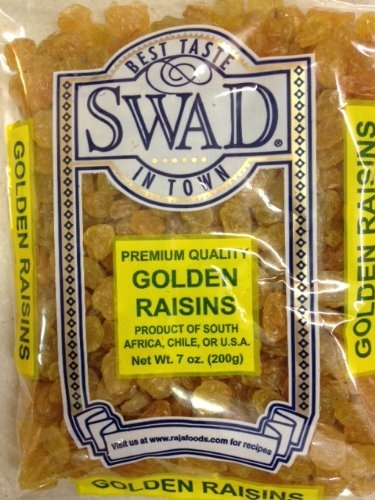 BEST TASTE
SWAD®
IN TOWN
GOLDEN RAISINS
PREMIUM QUALITY
GOLDEN
RAISINS
PRODUCT OF SOUTH
AFRICA, CHILE, OR U.S.A.
Net Wt. 7 oz. (200g)
GOLDEN RAISINS
Visit us at www.rajafoods.com for recipes
GOLDEN RAISINS